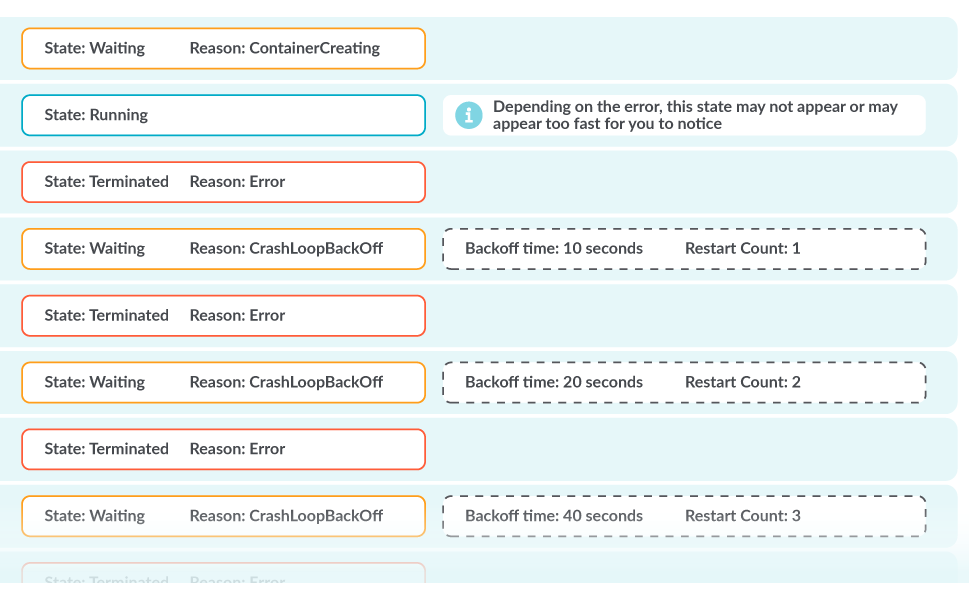 State: Waiting Reason: ContainerCreating
State: Running
Depending on the error, this state may not appear or may
appear too fast for you to notice
State: Terminated Reason: Error
State: Waiting Reason: CrashLoopBackOff Backoff time: 10 seconds Restart Count: 1
State: Terminated Reason: Error
State: Waiting Reason: CrashLoopBackOff Backoff time: 20 seconds Restart Count: 2
State: Terminated Reason: Error
State: Waiting Reason: CrashLoopBackOff Backoff time: 40 seconds Restart Count: 3
State: Terminated Reason: Error